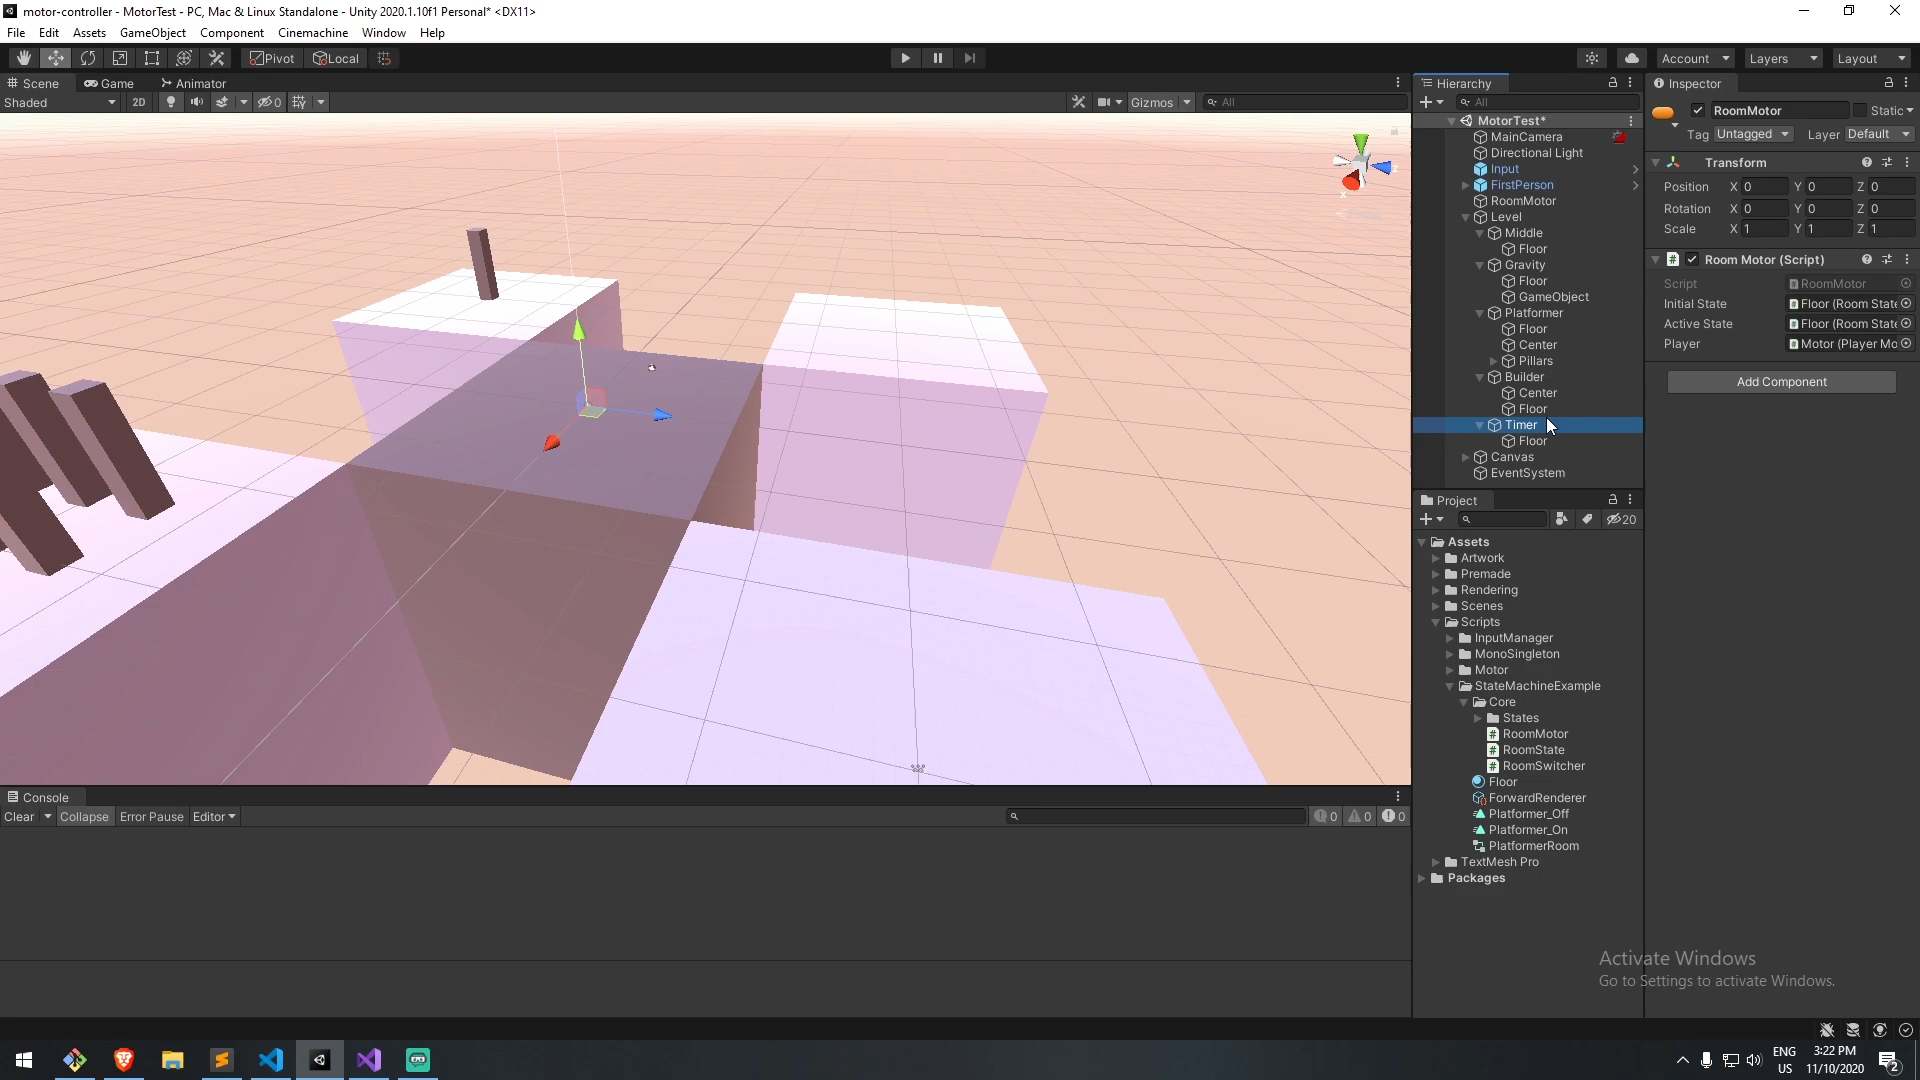 motor-controller - MotorTest - PC, Mac & Linux Standalone - Unity 2020.1.10f1 Personal* <DX11>
File Edit Assets GameObject Component Cinemachine Window Help
Pivot Local Account Layers Layout
Scene Game Animator
Shaded 2D 0 Gizmos All
Hierarchy
All
MotorTest*
MainCamera
Directional Light
Input
FirstPerson
RoomMotor
Level
Middle
Floor
Gravity
Floor
GameObject
Platformer
Floor
Center
Pillars
Builder
Center
Floor
Timer
Floor
Canvas
EventSystem
Inspector
RoomMotor Static
Tag Untagged Layer Default
Transform
Position X 0 Y 0 Z 0
Rotation X 0 Y 0 Z 0
Scale X 1 Y 1 Z 1
# Room Motor (Script)
Script RoomMotor
Initial State Floor (Room State
Active State Floor (Room State
Player Motor (Player Mo
Add Component
Project
20
Assets
Artwork
Premade
Rendering
Scenes
Scripts
InputManager
MonoSingleton
Motor
StateMachineExample
Core
States
# RoomMotor
# RoomState
# RoomSwitcher
Floor
ForwardRenderer
Platformer_Off
Platformer_On
PlatformerRoom
TextMesh Pro
Packages
Console
Clear Collapse Error Pause Editor 0 0 0
Activate Windows
Go to Settings to activate Windows.
ENG
US
3:22 PM
11/10/2020
2